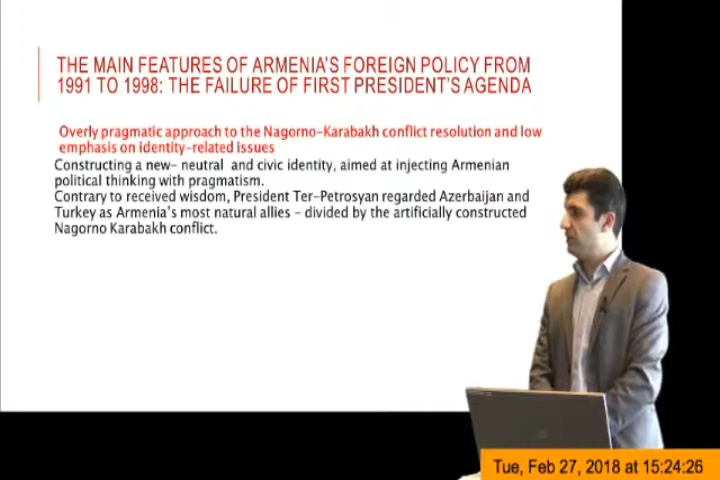 THE MAIN FEATURES OF ARMENIA'S FOREIGN POLICY FROM
1991 TO 1998: THE FAILURE OF FIRST PRESIDENT'S AGENDA
Overly pragmatic approach to the Nagorno-Karabakh conflict resolution and low
emphasis on identity-related issues
Constructing a new- neutral and civic identity, aimed at injecting Armenian
political thinking with pragmatism.
Contrary to received wisdom, President Ter-Petrosyan regarded Azerbaijan and
Turkey as Armenia's most natural allies - divided by the artificially constructed
Nagorno Karabakh conflict.
Tue, Feb 27, 2018 at 15:24:26